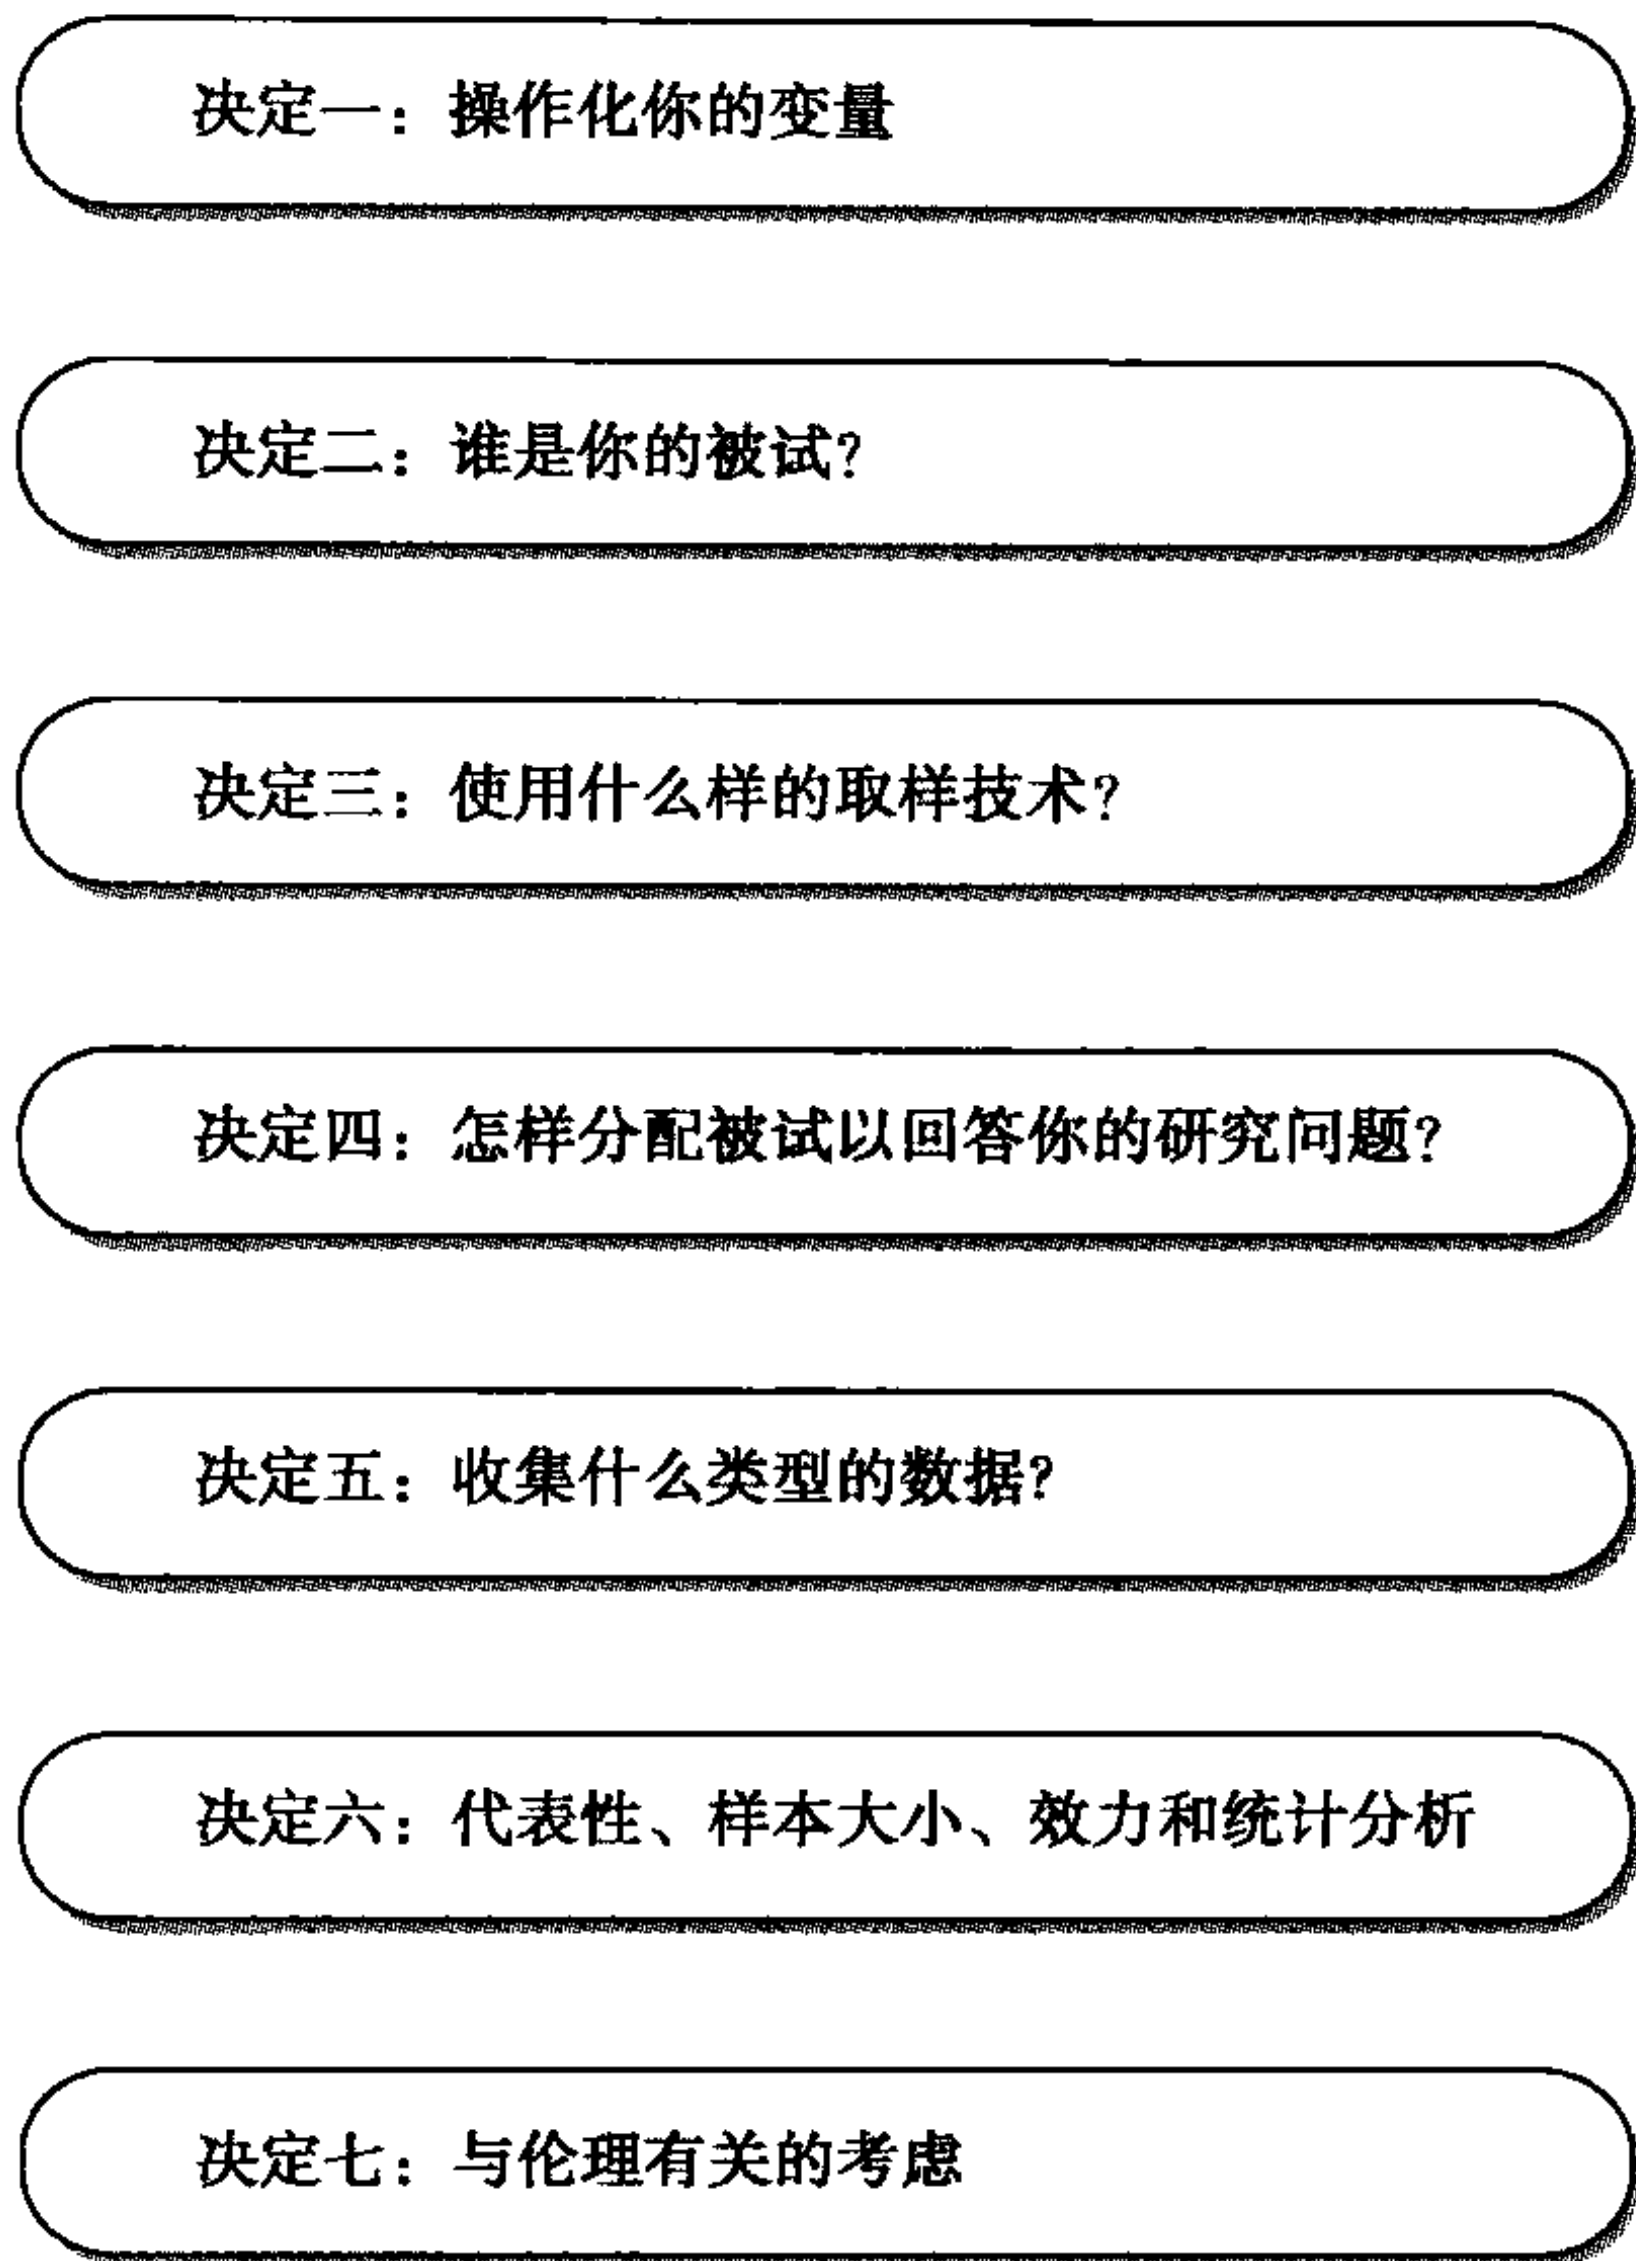 决定一：操作化你的变量
决定二：谁是你的被试？
决定三：使用什么样的取样技术？
决定四：怎样分配被试以回答你的研究问题？
决定五：收集什么类型的数据？
决定六：代表性、样本大小、效力和统计分析
决定七：与伦理有关的考虑